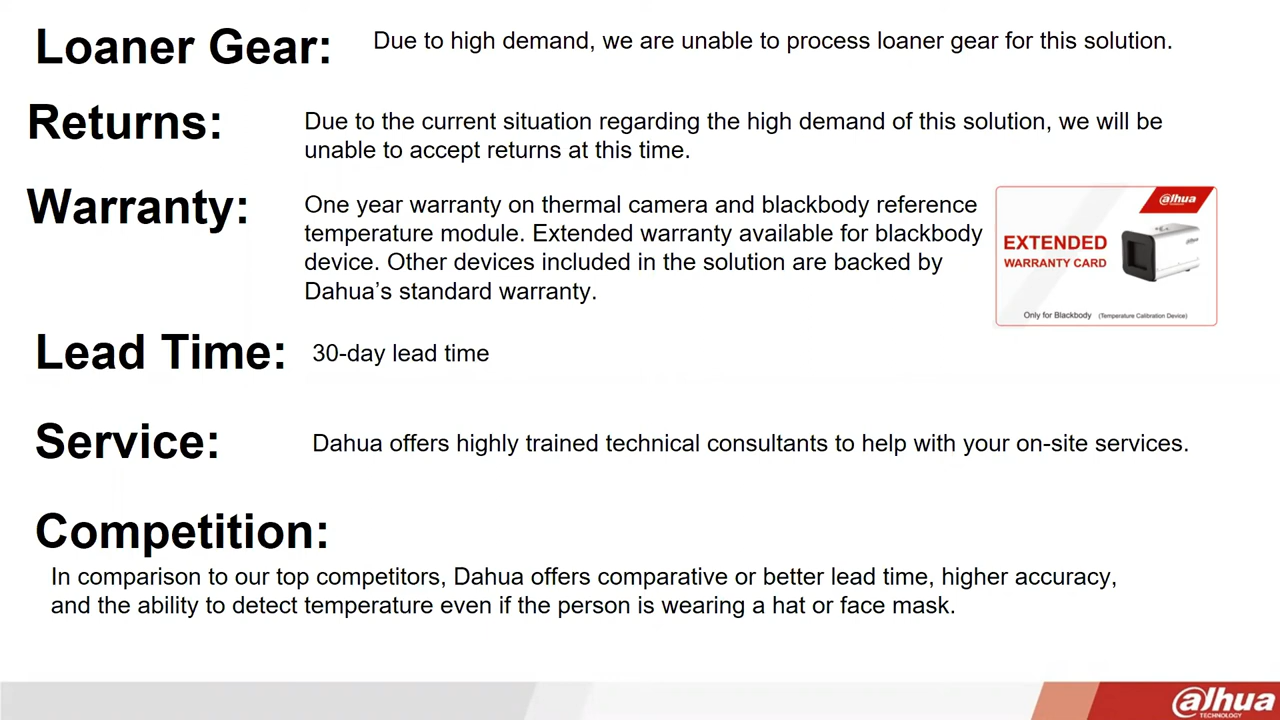 Loaner Gear: Due to high demand, we are unable to process loaner gear for this solution.
Returns: Due to the current situation regarding the high demand of this solution, we will be
unable to accept returns at this time.
Warranty: One year warranty on thermal camera and blackbody reference
temperature module. Extended warranty available for blackbody
device. Other devices included in the solution are backed by
Dahua’s standard warranty.
alhua
TECHNOLOGY
EXTENDED
WARRANTY CARD
alhua
Only for Blackbody (Temperature Calibration Device)
Lead Time: 30-day lead time
Service: Dahua offers highly trained technical consultants to help with your on-site services.
Competition:
In comparison to our top competitors, Dahua offers comparative or better lead time, higher accuracy,
and the ability to detect temperature even if the person is wearing a hat or face mask.
alhua
TECHNOLOGY